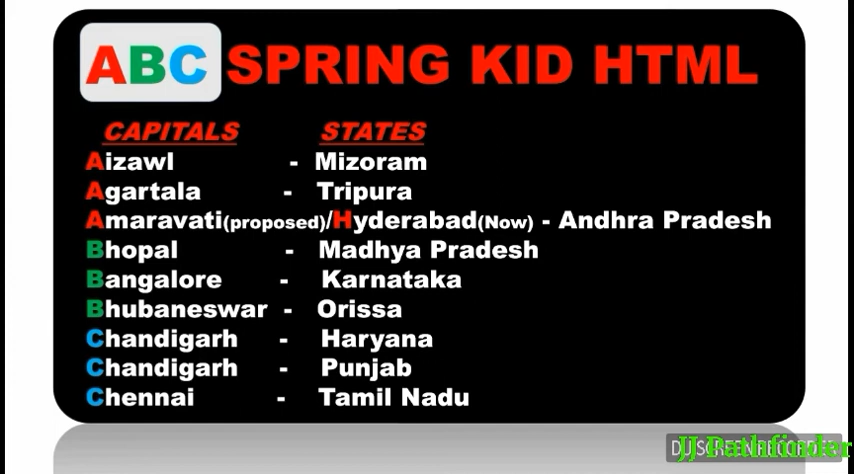 ABC SPRING KID HTML
CAPITALS STATES
Aizawl - Mizoram
Agartala - Tripura
Amaravati(proposed)/Hyderabad(Now) - Andhra Pradesh
Bhopal - Madhya Pradesh
Bangalore - Karnataka
Bhubaneswar - Orissa
Chandigarh - Haryana
Chandigarh - Punjab
Chennai - Tamil Nadu
JJ Pathfinder